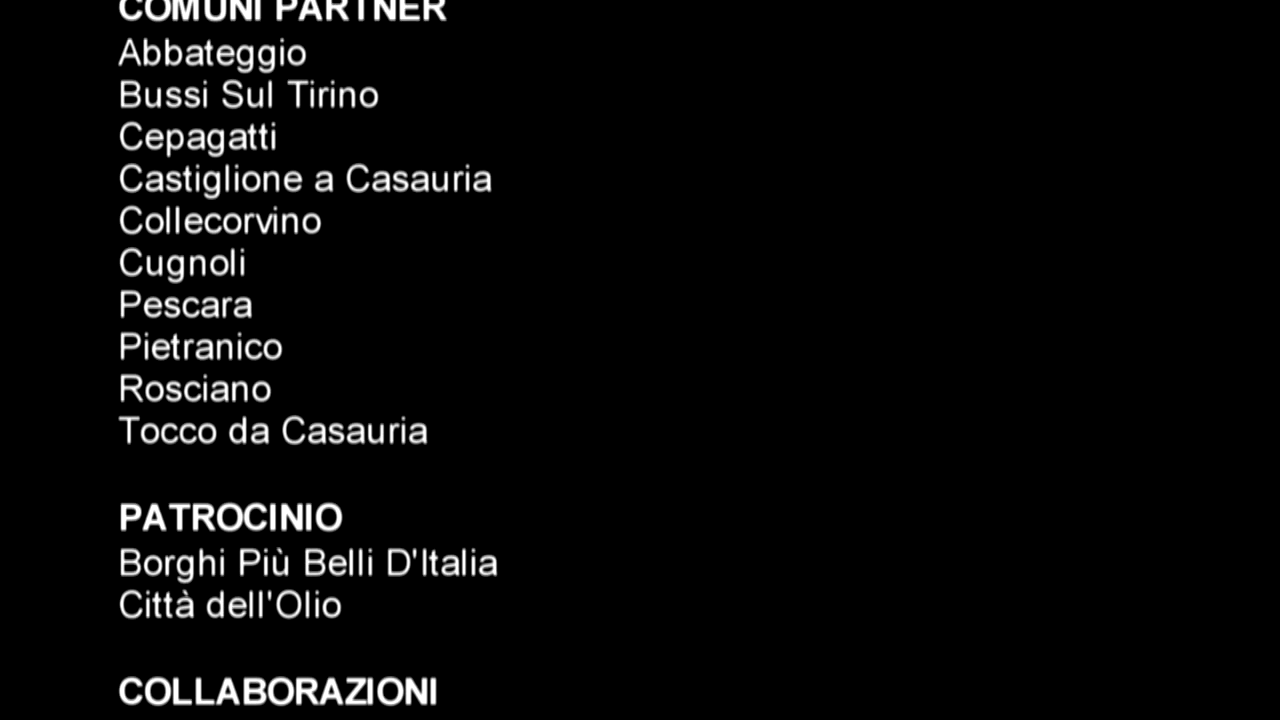 COMUNI PARTNER
Abbateggio
Bussi Sul Tirino
Cepagatti
Castiglione a Casauria
Collecorvino
Cugnoli
Pescara
Pietranico
Rosciano
Tocco da Casauria
PATROCINIO
Borghi Più Belli D'Italia
Città dell'Olio
COLLABORAZIONI